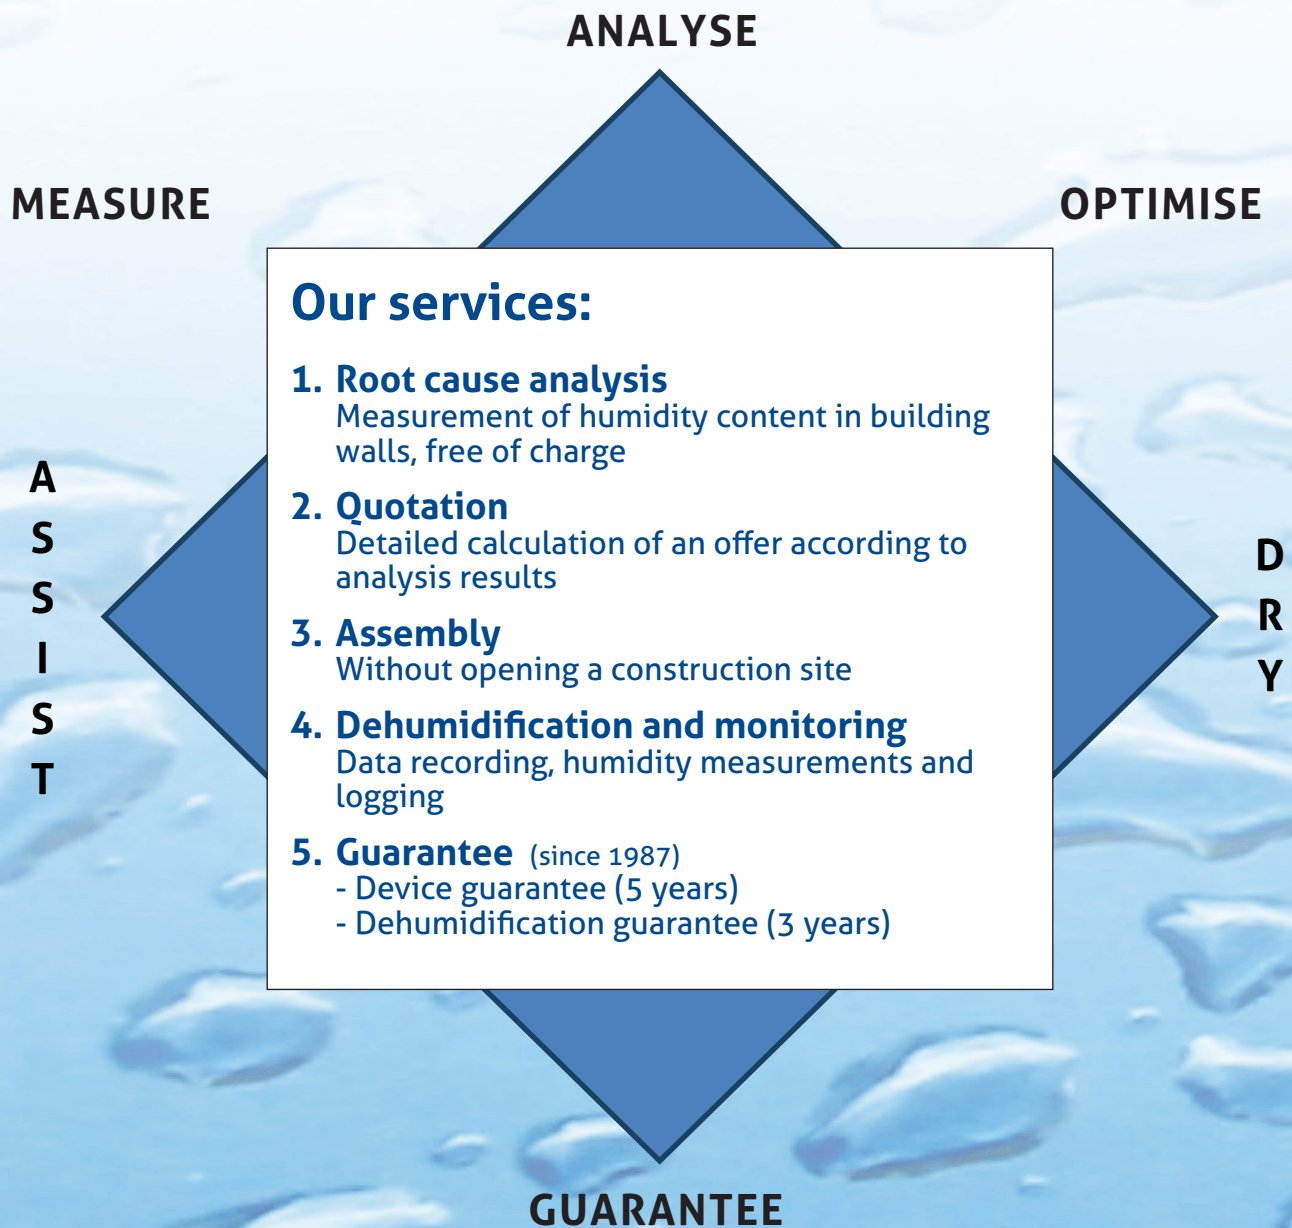 ANALYSE
MEASURE
OPTIMISE
Our services:
1. Root cause analysis
Measurement of humidity content in building
walls, free of charge
2. Quotation
Detailed calculation of an offer according to
analysis results
3. Assembly
Without opening a construction site
4. Dehumidification and monitoring
Data recording, humidity measurements and
logging
5. Guarantee (since 1987)
- Device guarantee (5 years)
- Dehumidification guarantee (3 years)
ASSIST
DRY
GUARANTEE